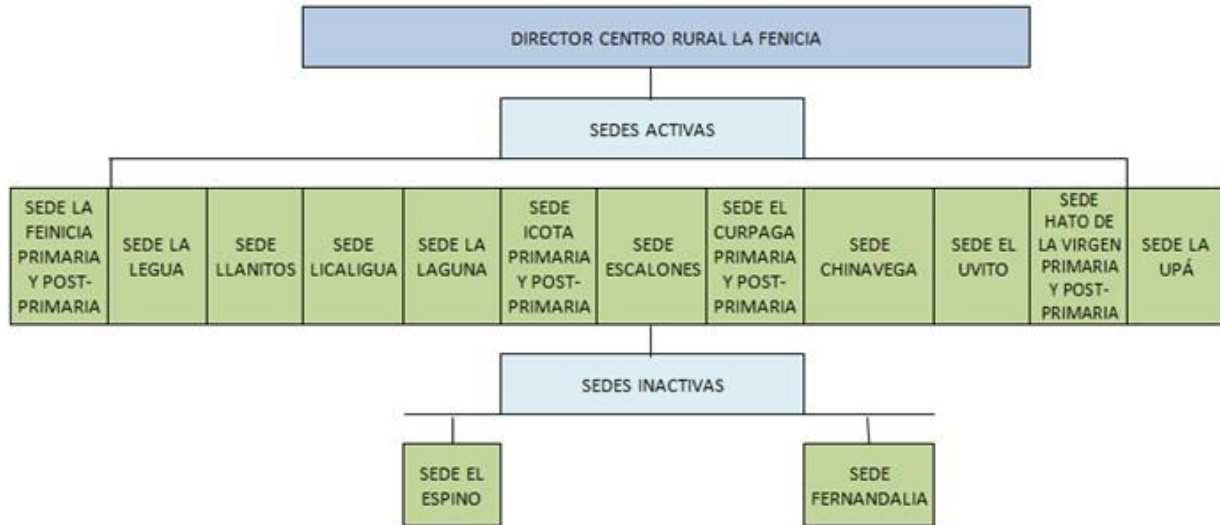 DIRECTOR CENTRO RURAL LA FENICIA
SEDES ACTIVAS
SEDE LA
FEINICIA
PRIMARIA
Y POST-
PRIMARIA
SEDE LA
LEGUA
SEDE
LLANITOS
SEDE
LICALIGUA
SEDE LA
LAGUNA
SEDE
ICOTA
PRIMARIA
Y POST-
PRIMARIA
SEDE
ESCALONES
SEDE EL
CURPAGA
PRIMARIA
Y POST-
PRIMARIA
SEDE
CHINAVEGA
SEDE EL
UVITO
SEDE
HATO DE
LA VIRGEN
PRIMARIA
Y POST-
PRIMARIA
SEDE LA
UPÁ
SEDES INACTIVAS
SEDE EL
ESPINO
SEDE
FERNANDALIA